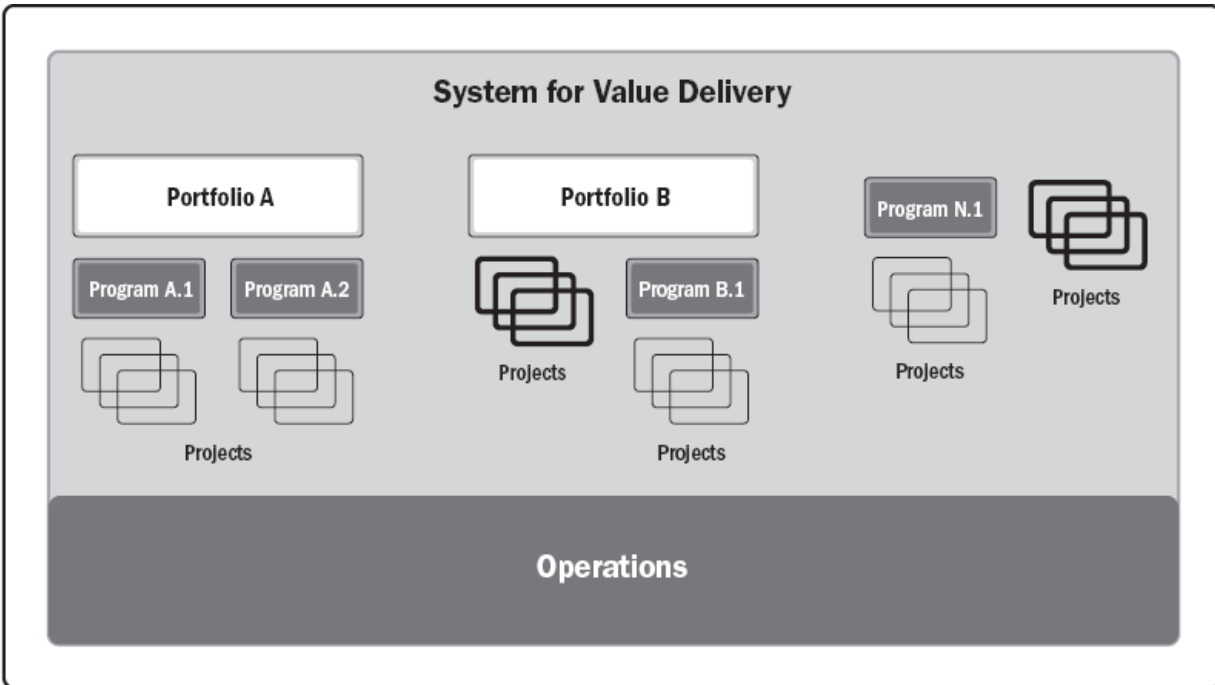 System for Value Delivery
Portfolio A
Portfolio B
Program N.1
Projects
Program A.1
Program A.2
Program B.1
Projects
Projects
Projects
Projects
Operations